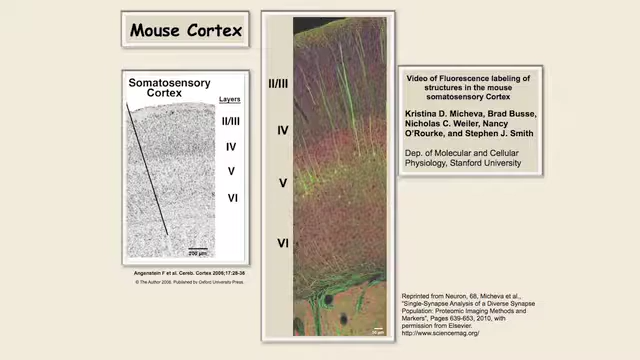 Mouse Cortex
Somatosensory
Cortex
Layers
II/III
IV
V
VI
200 μm
Anganstein F et al. Cereb. Cortex 2006;17:28-36
© The Author 2006. Published by Oxford University Press.
II/III
IV
V
VI
Video of Fluorescence labeling of
structures in the mouse
somatosensory Cortex
Kristina D. Micheva, Brad Busse,
Nicholas C. Weiler, Nancy
O'Rourke, and Stephen J. Smith
Dep. of Molecular and Cellular
Physiology, Stanford University
Reprinted from Neuron, 68, Micheva et al.,
"Single-Synapse Analysis of a Diverse Synapse
Population: Proteomic Imaging Methods and
Markers", Pages 639-653, 2010, with
permission from Elsevier.
http://www.sciencemag.org/